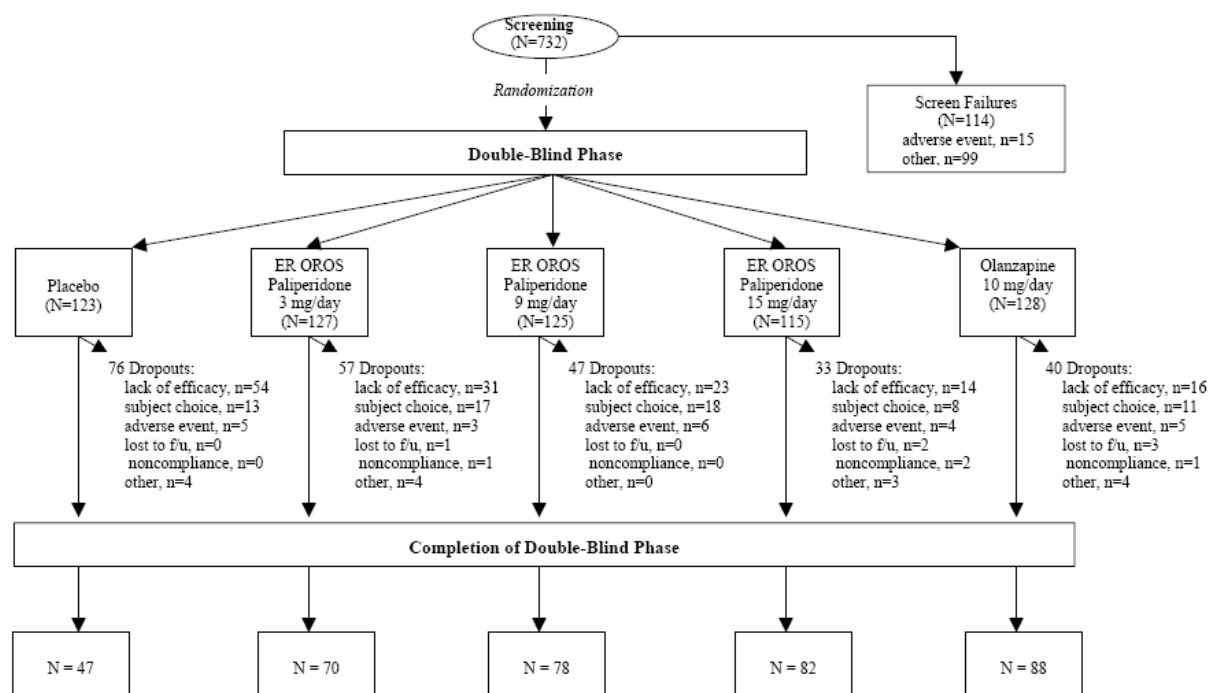 Screening
(N=732)
Randomization
Screen Failures
(N=114)
adverse event, n=15
other, n=99
Double-Blind Phase
Placebo
(N=123)
ER OROS
Paliperidone
3 mg/day
(N=127)
ER OROS
Paliperidone
9 mg/day
(N=125)
ER OROS
Paliperidone
15 mg/day
(N=115)
Olanzapine
10 mg/day
(N=128)
76 Dropouts:
lack of efficacy, n=54
subject choice, n=13
adverse event, n=5
lost to f/u, n=0
noncompliance, n=0
other, n=4
57 Dropouts:
lack of efficacy, n=31
subject choice, n=17
adverse event, n=3
lost to f/u, n=1
noncompliance, n=1
other, n=4
47 Dropouts:
lack of efficacy, n=23
subject choice, n=18
adverse event, n=6
lost to f/u, n=0
noncompliance, n=0
other, n=0
33 Dropouts:
lack of efficacy, n=14
subject choice, n=8
adverse event, n=4
lost to f/u, n=2
noncompliance, n=2
other, n=3
40 Dropouts:
lack of efficacy, n=16
subject choice, n=11
adverse event, n=5
lost to f/u, n=3
noncompliance, n=1
other, n=4
Completion of Double-Blind Phase
N = 47
N = 70
N = 78
N = 82
N = 88